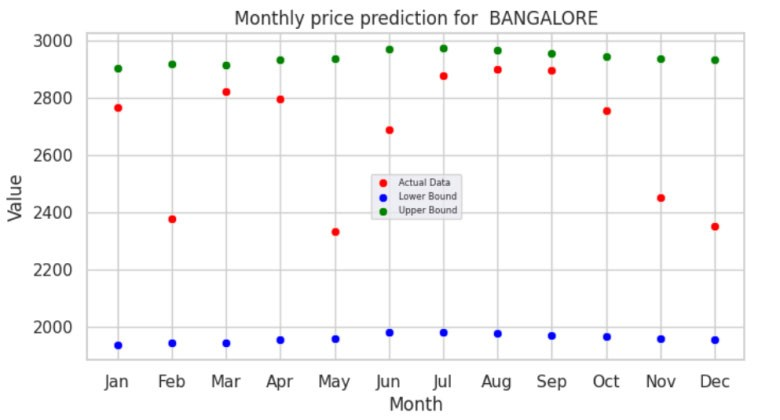 Monthly price prediction for  BANGALORE
3000
2800
2600
2400
2200
2000
Value
Actual Data
Lower Bound
Upper Bound
Jan Feb Mar Apr May Jun Jul Aug Sep Oct Nov Dec
Month